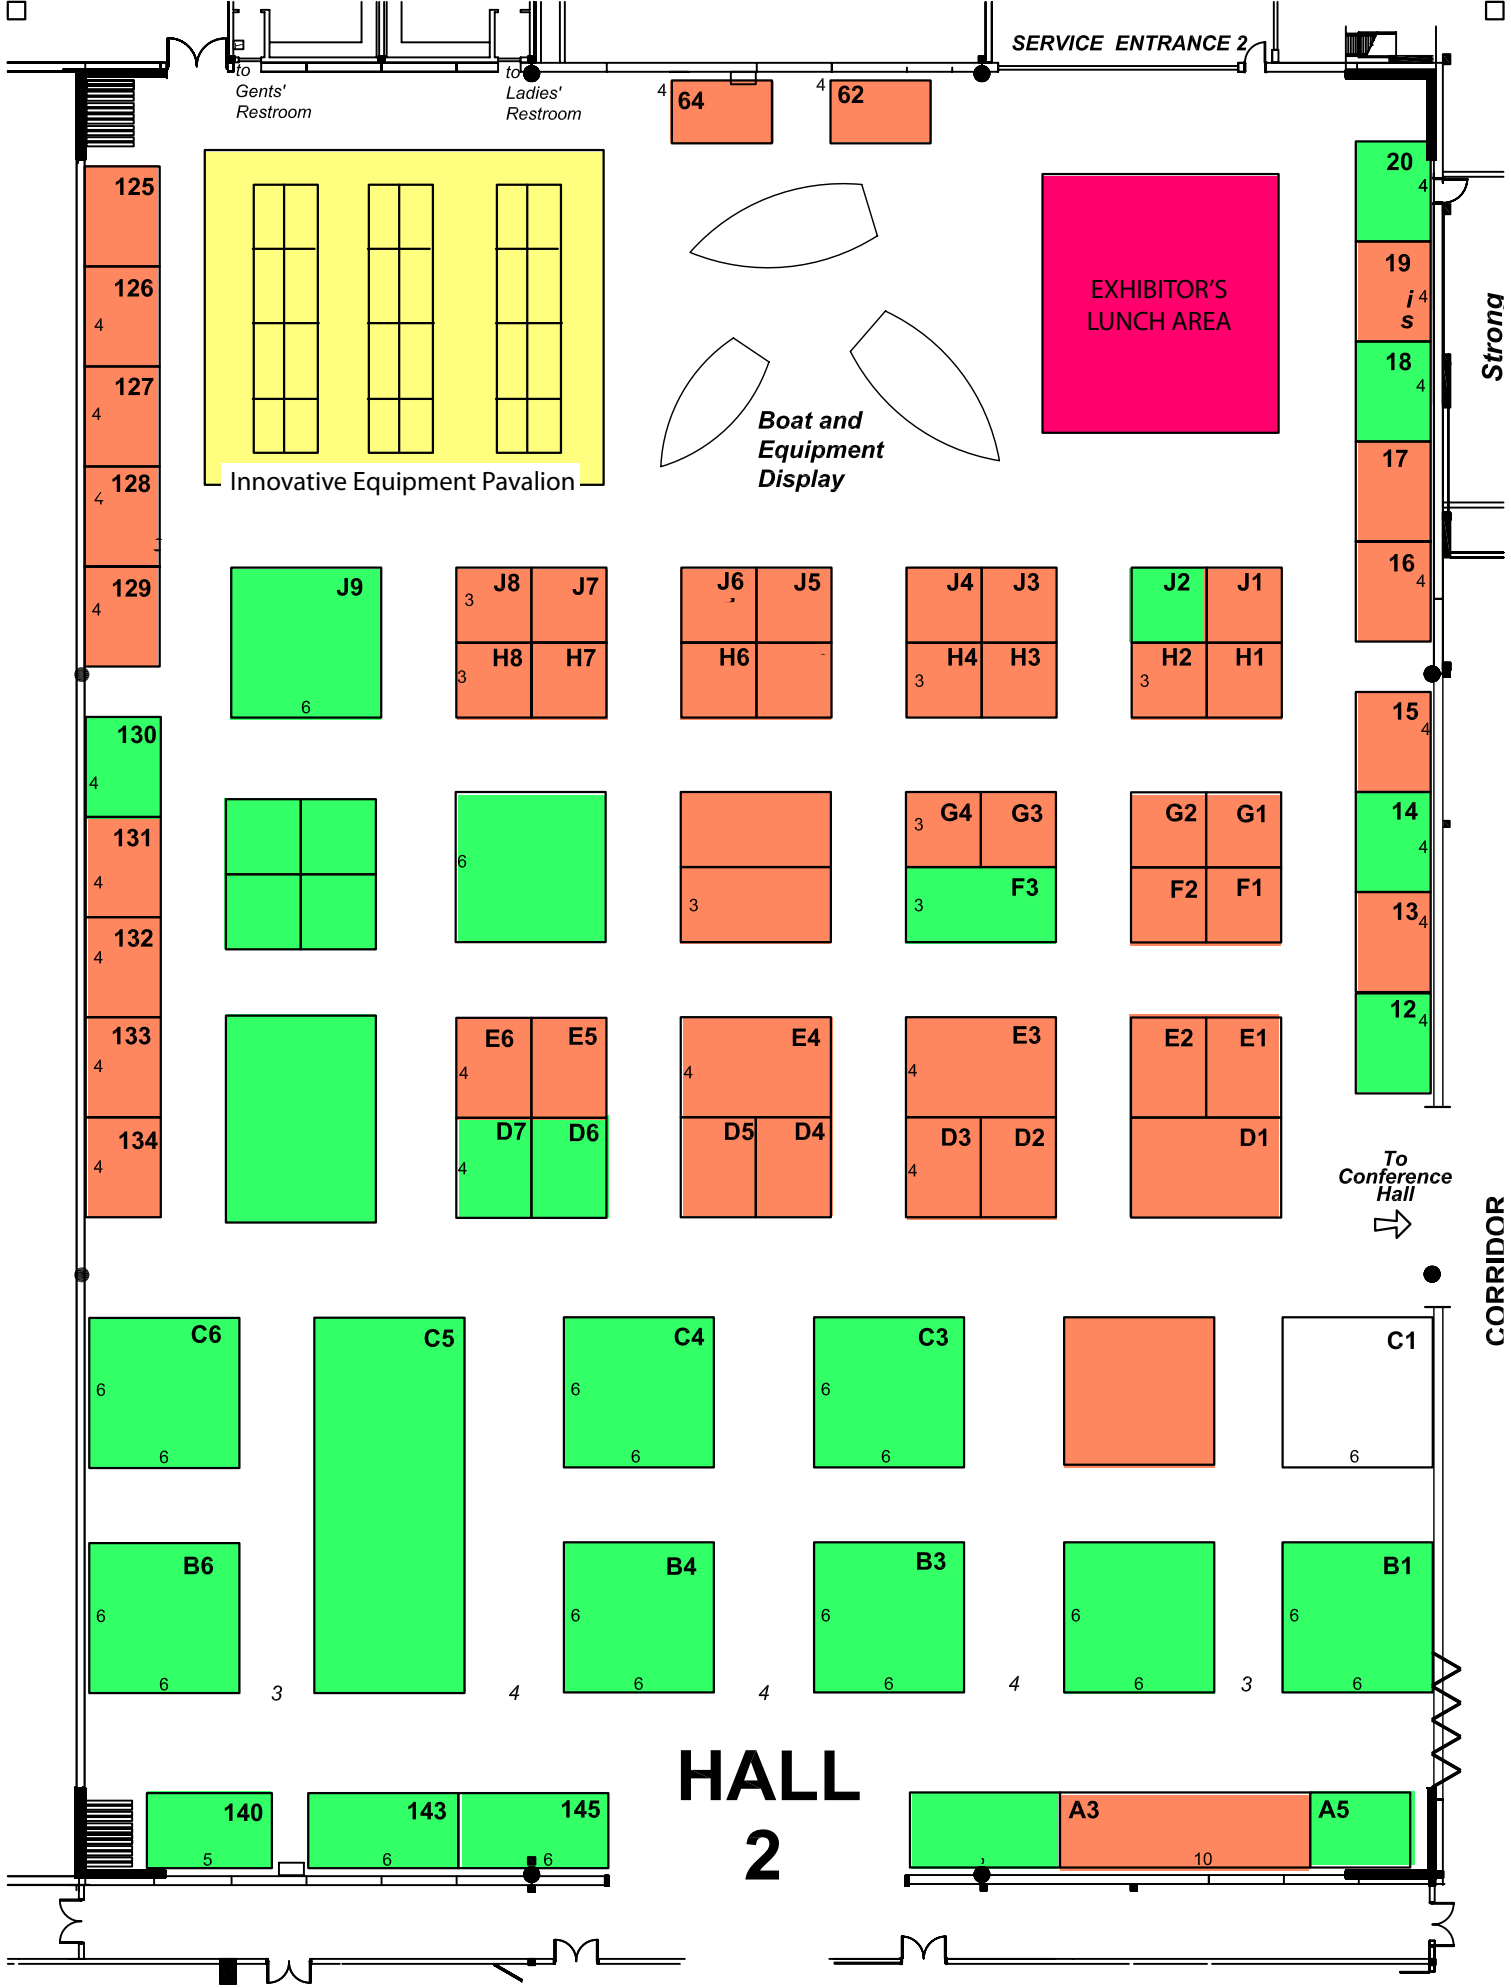 SERVICE ENTRANCE 2
to
Gents'
Restroom
to
Ladies'
Restroom
4
64
4
62
125
126
4
127
4
128
4
129
4
20
4
19
4
i
s
18
4
17
16
4
Strong
EXHIBITOR'S
LUNCH AREA
Boat and
Equipment
Display
Innovative Equipment Pavalion
J9
6
J8
3
J7
H8
3
H7
J6
J5
H6
J4
J3
H4
3
H3
J2
J1
H2
3
H1
15
4
14
4
13
4
12
4
130
4
131
4
132
4
133
4
134
4
6
3
G4
3
G3
F3
3
G2
G1
F2
F1
E6
4
E5
D7
4
D6
E4
4
D5
D4
E3
4
D3
4
D2
E2
E1
D1
To
Conference
Hall
CORRIDOR
C6
6
6
C5
C4
6
6
C3
6
6
C1
6
B6
6
6
B4
6
6
B3
6
6
6
6
B1
6
6
3
4
4
4
3
HALL
2
140
5
143
6
145
6
A3
10
A5